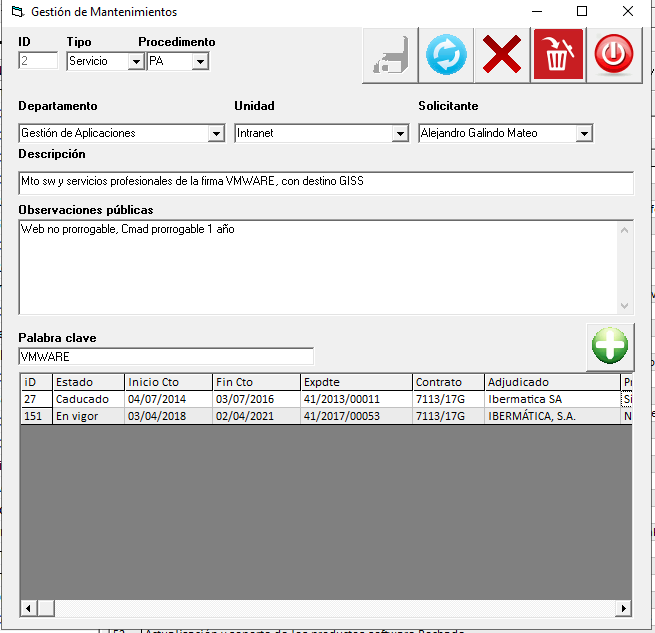 Gestión de Mantenimientos
ID Tipo Procedimento
2 Servicio PA
Departamento Unidad Solicitante
Gestión de Aplicaciones Intranet Alejandro Galindo Mateo
Descripción
Mto sw y servicios profesionales de la firma VMWARE, con destino GISS
Observaciones públicas
Web no prorrogable, Cmad prorrogable 1 año
Palabra clave
VMWARE
iD Estado Inicio Cto Fin Cto Expdte Contrato Adjudicado Pr
27 Caducado 04/07/2014 03/07/2016 41/2013/00011 7113/17G Ibermatica SA Si
151 En vigor 03/04/2018 02/04/2021 41/2017/00053 7113/17G IBERMÁTICA, S.A. N